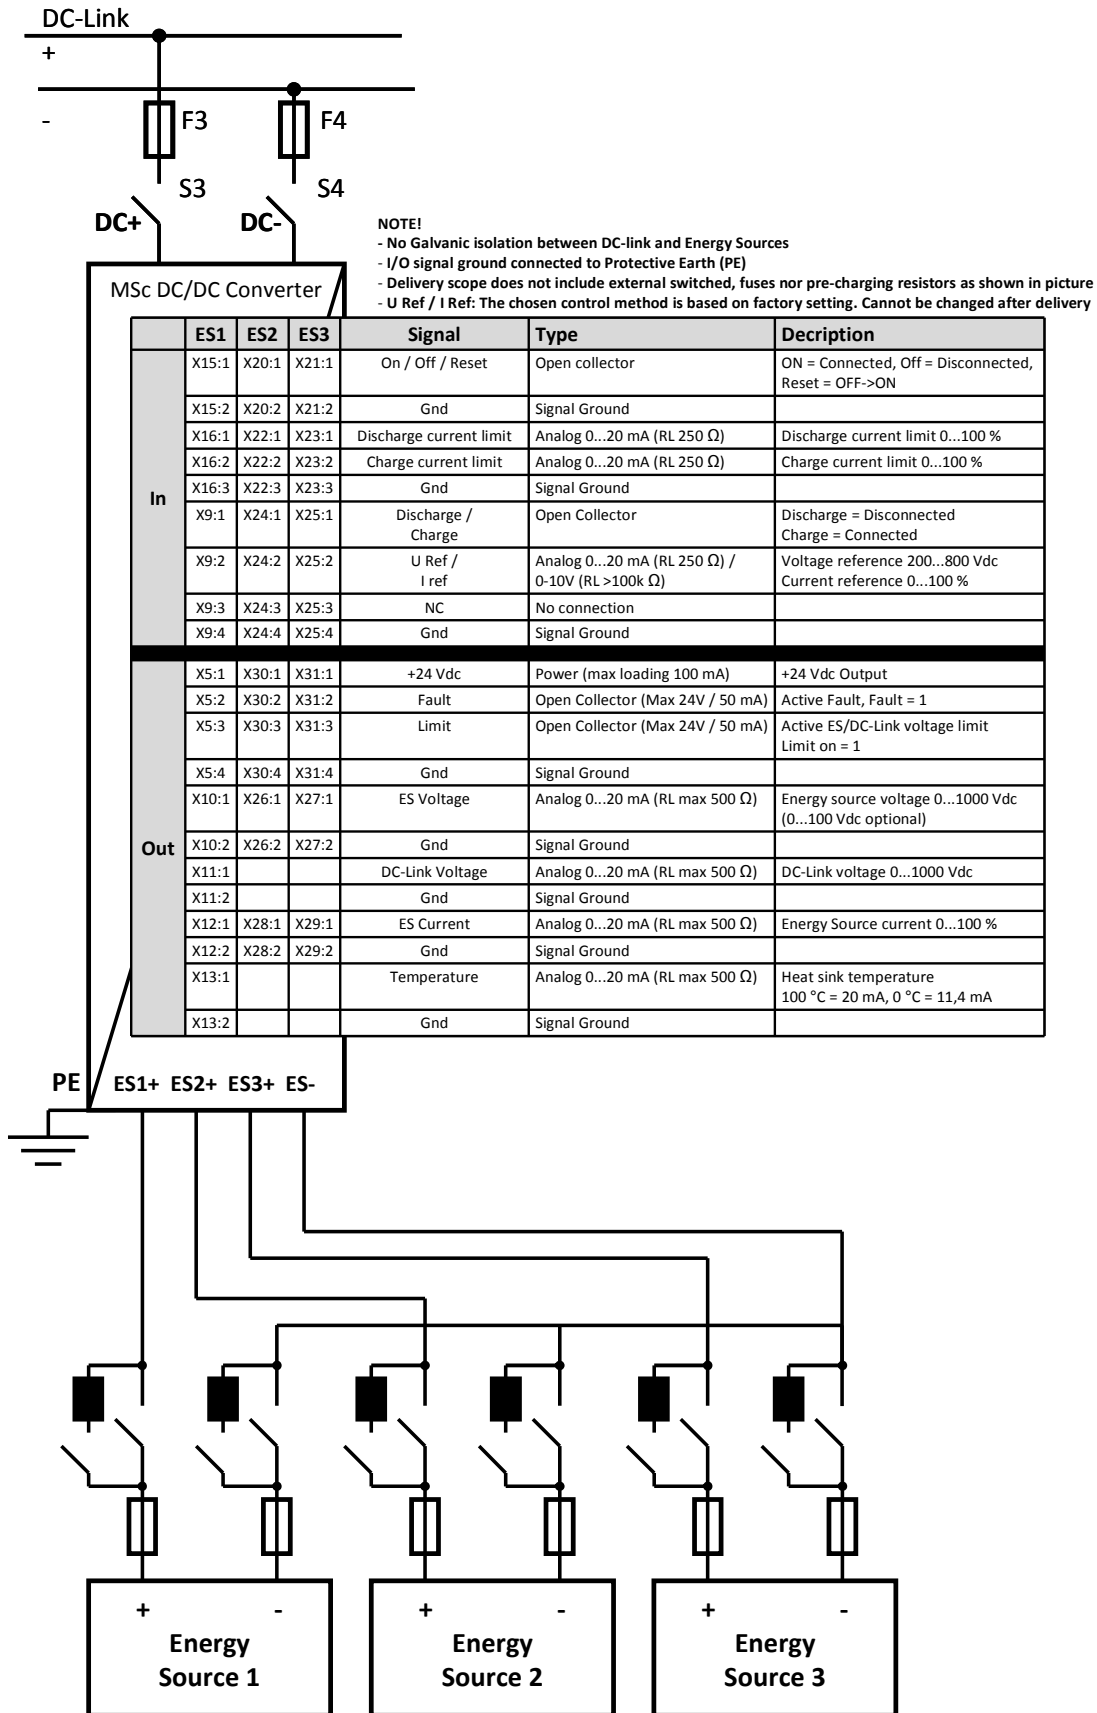 DC-Link
+
-
F3
F4
S3
S4
DC+
DC-
NOTE!
- No Galvanic isolation between DC-link and Energy Sources
- I/O signal ground connected to Protective Earth (PE)
- Delivery scope does not include external switched, fuses nor pre-charging resistors as shown in picture
- U Ref / I Ref: The chosen control method is based on factory setting. Cannot be changed after delivery
MSc DC/DC Converter
ES1 ES2 ES3 Signal Type Decription
In
X15:1 X20:1 X21:1 On / Off / Reset Open collector ON = Connected, Off = Disconnected,
Reset = OFF->ON
X15:2 X20:2 X21:2 Gnd Signal Ground
X16:1 X22:1 X23:1 Discharge current limit Analog 0...20 mA (RL 250 Ω) Discharge current limit 0...100 %
X16:2 X22:2 X23:2 Charge current limit Analog 0...20 mA (RL 250 Ω) Charge current limit 0...100 %
X16:3 X22:3 X23:3 Gnd Signal Ground
X9:1 X24:1 X25:1 Discharge / Open Collector Discharge = Disconnected
Charge Charge = Connected
X9:2 X24:2 X25:2 U Ref / Analog 0...20 mA (RL 250 Ω) / Voltage reference 200...800 Vdc
I ref 0-10V (RL >100k Ω) Current reference 0...100 %
X9:3 X24:3 X25:3 NC No connection
X9:4 X24:4 X25:4 Gnd Signal Ground
Out
X5:1 X30:1 X31:1 +24 Vdc Power (max loading 100 mA) +24 Vdc Output
X5:2 X30:2 X31:2 Fault Open Collector (Max 24V / 50 mA) Active Fault, Fault = 1
X5:3 X30:3 X31:3 Limit Open Collector (Max 24V / 50 mA) Active ES/DC-Link voltage limit
Limit on = 1
X5:4 X30:4 X31:4 Gnd Signal Ground
X10:1 X26:1 X27:1 ES Voltage Analog 0...20 mA (RL max 500 Ω) Energy source voltage 0...1000 Vdc
(0...100 Vdc optional)
X10:2 X26:2 X27:2 Gnd Signal Ground
X11:1 DC-Link Voltage Analog 0...20 mA (RL max 500 Ω) DC-Link voltage 0...1000 Vdc
X11:2 Gnd Signal Ground
X12:1 X28:1 X29:1 ES Current Analog 0...20 mA (RL max 500 Ω) Energy Source current 0...100 %
X12:2 X28:2 X29:2 Gnd Signal Ground
X13:1 Temperature Analog 0...20 mA (RL max 500 Ω) Heat sink temperature
100 °C = 20 mA, 0 °C = 11,4 mA
X13:2 Gnd Signal Ground
PE ES1+ ES2+ ES3+ ES-
+ - + - + -
Energy Energy Energy
Source 1 Source 2 Source 3